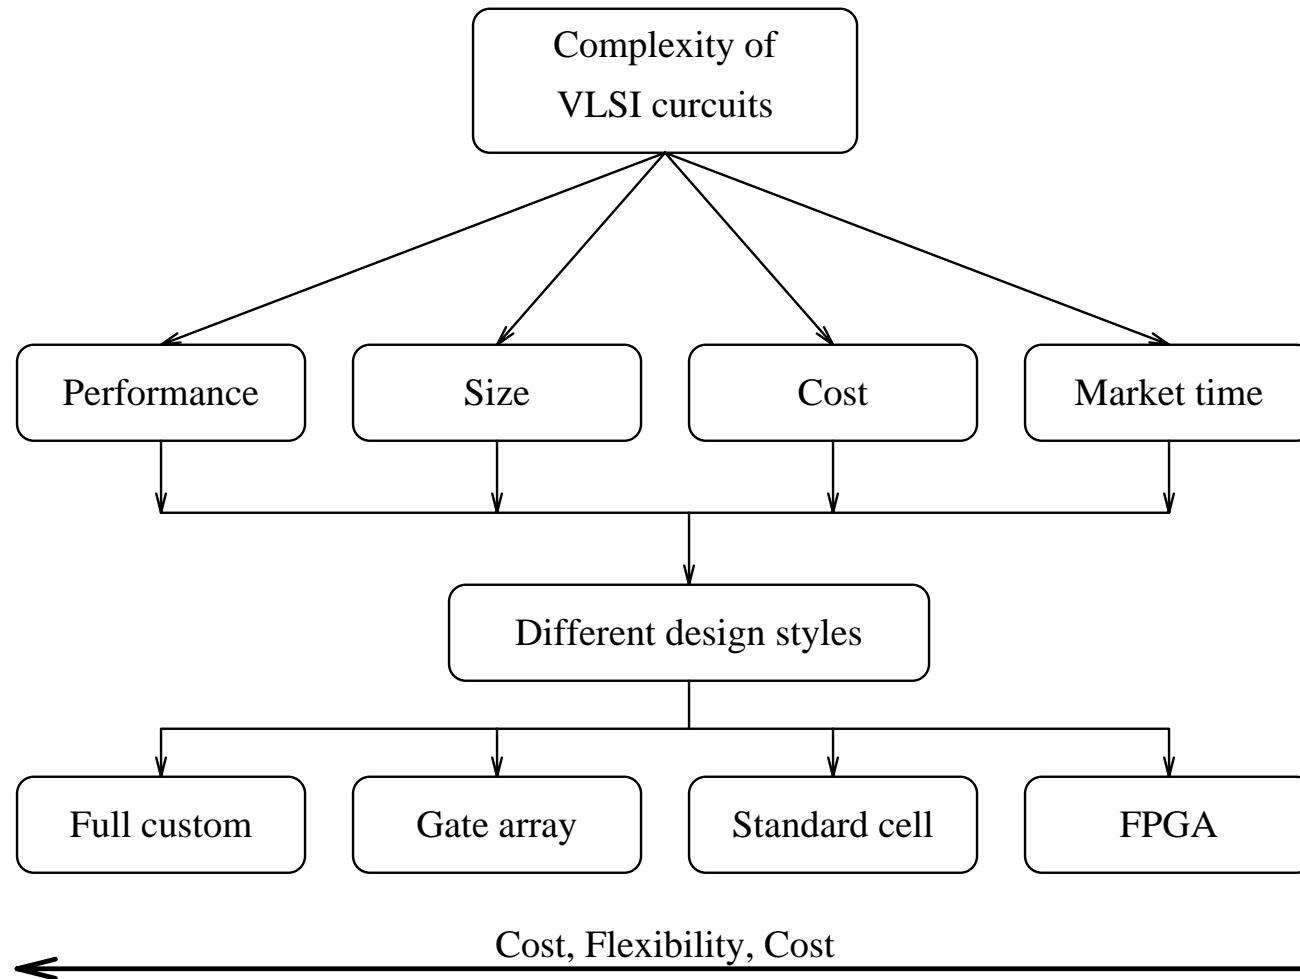 Complexity of
VLSI curcuits
Performance
Size
Cost
Market time
Different design styles
Full custom
Gate array
Standard cell
FPGA
Cost, Flexibility, Cost